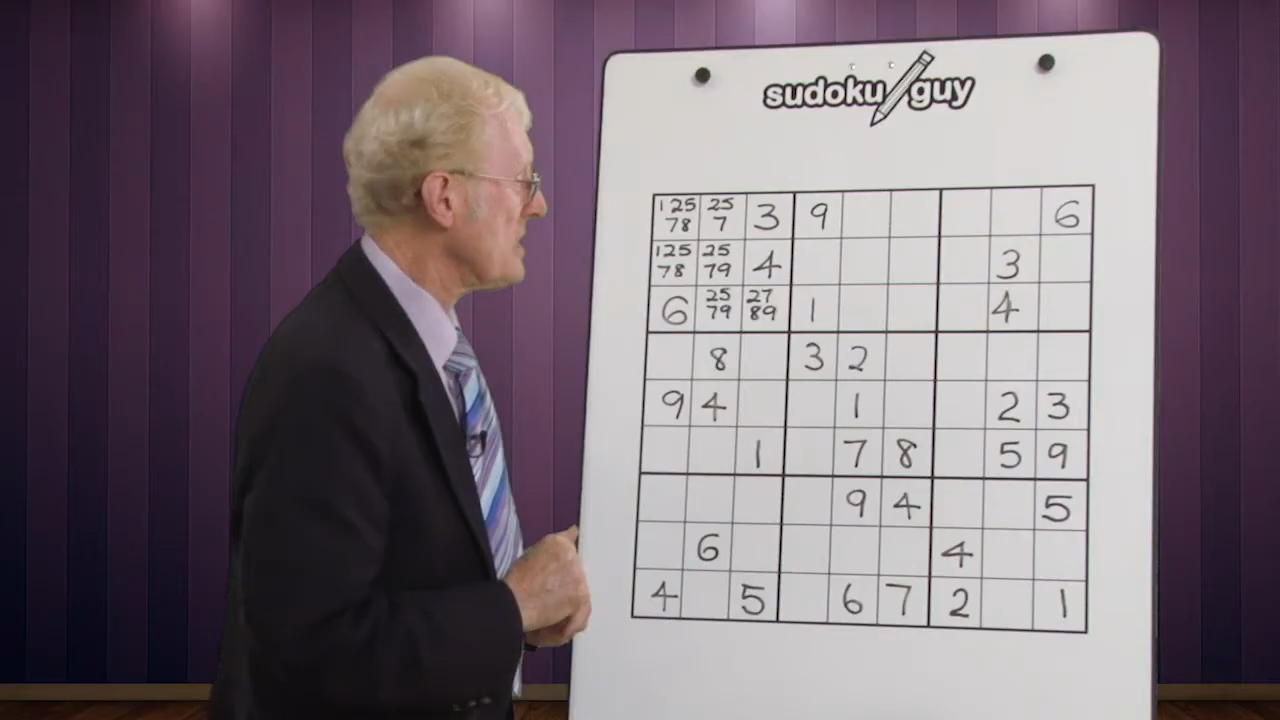 sudoku guy
125 78 25 7 3 9 6
125 78 25 79 4 3
6 25 79 27 89 1 4
8 3 2
9 4 1 2 3
1 7 8 5 9
9 4 5
6 4
4 5 6 7 2 1